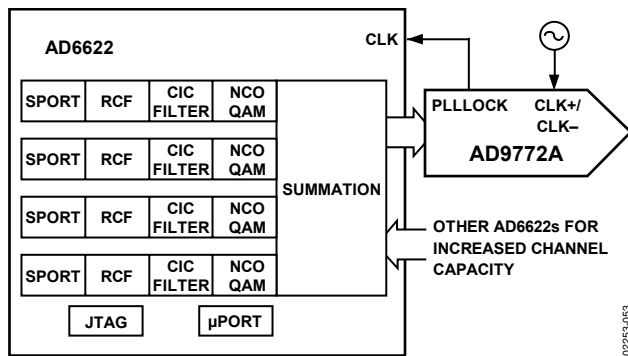 AD6622
CLK
SPORT
RCF
CIC
FILTER
NCO
QAM
SPORT
RCF
CIC
FILTER
NCO
QAM
SPORT
RCF
CIC
FILTER
NCO
QAM
SPORT
RCF
CIC
FILTER
NCO
QAM
SUMMATION
JTAG
µPORT
PLLLOCK
CLK+/
CLK–
AD9772A
OTHER AD6622s FOR
INCREASED CHANNEL
CAPACITY
02253-053